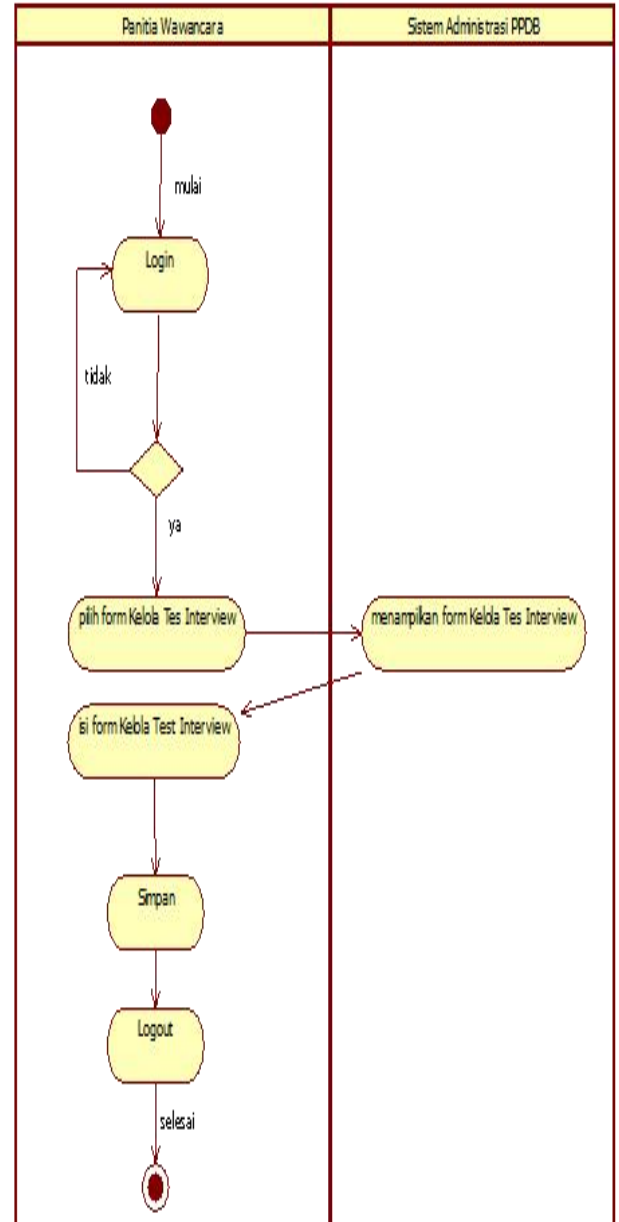 Panitia Wawancara
Sistem Administrasi PPDB
mulai
Login
tidak
ya
pilih form Kelola Tes Interview
menampilkan form Kelola Tes Interview
isi form Kelola Test Interview
Simpan
Logout
selesai